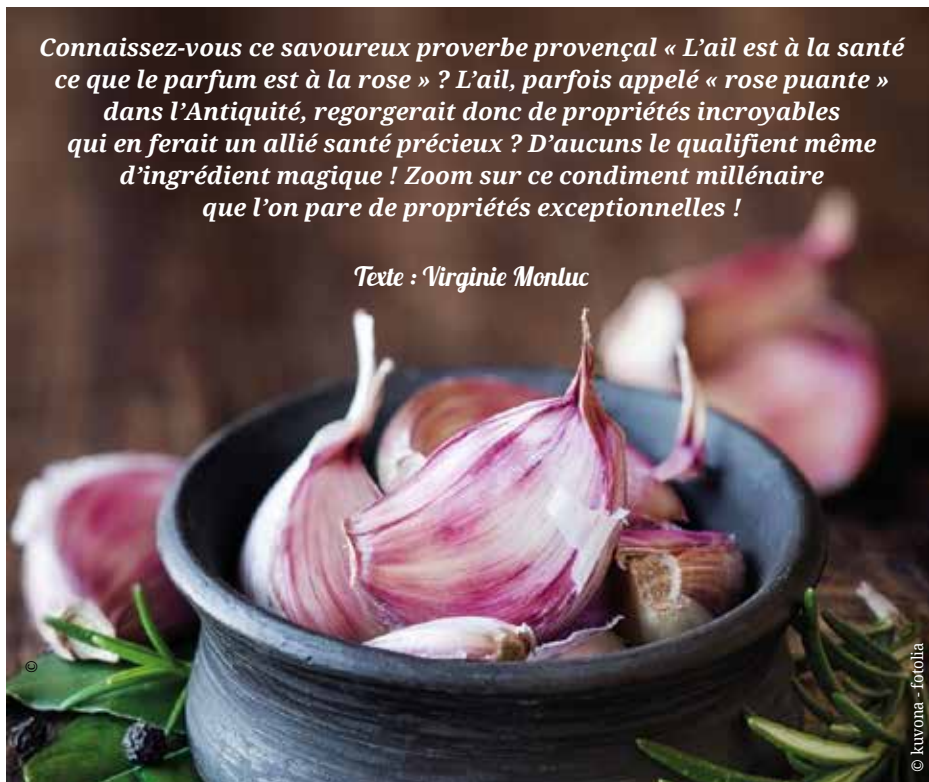 Connaissez-vous ce savoureux proverbe provençal « L’ail est à la santé
ce que le parfum est à la rose » ? L’ail, parfois appelé « rose puante »
dans l’Antiquité, regorgerait donc de propriétés incroyables
qui en ferait un allié santé précieux ? D’aucuns le qualifient même
d’ingrédient magique ! Zoom sur ce condiment millénaire
que l’on pare de propriétés exceptionnelles !
Texte : Virginie Monluc
©
© kuvona - fotolia